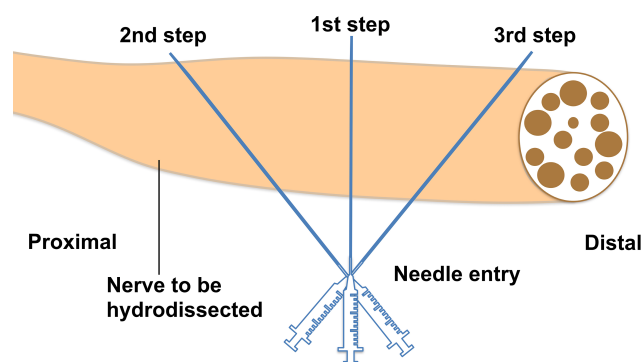 2nd step
1st step
3rd step
Proximal
Distal
Needle entry
Nerve to be
hydrodissected